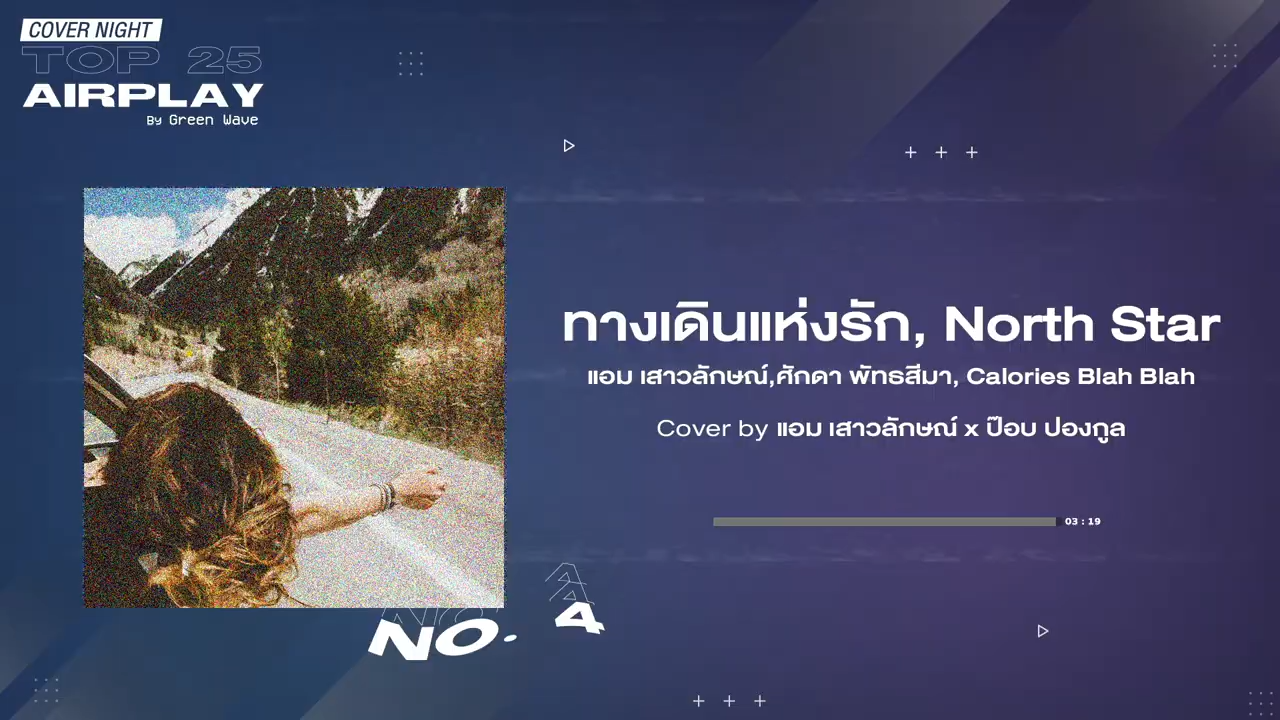 COVER NIGHT
TOP 25
AIRPLAY
By Green Wave
ทางเดินแห่งรัก, North Star
แอม เสาวลักษณ์,ศักดา พัทธสีมา, Calories Blah Blah
Cover by แอม เสาวลักษณ์ x ป๊อบ ปองกูล
03 : 19
NO. 4